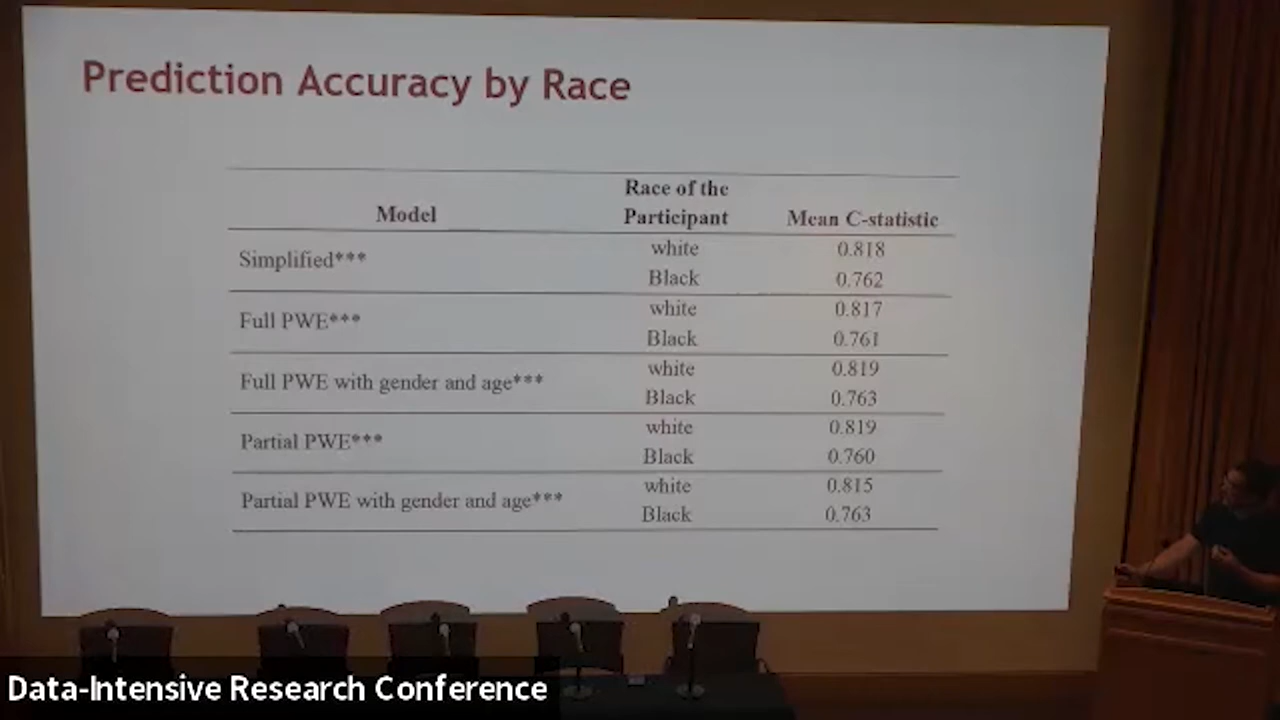 Prediction Accuracy by Race
Model
Race of the
Participant
Mean C-statistic
Simplified***
white 0.818
Black 0.762
Full PWE***
white 0.817
Black 0.761
Full PWE with gender and age***
white 0.819
Black 0.763
Partial PWE***
white 0.819
Black 0.760
Partial PWE with gender and age***
white 0.815
Black 0.763
Data-Intensive Research Conference